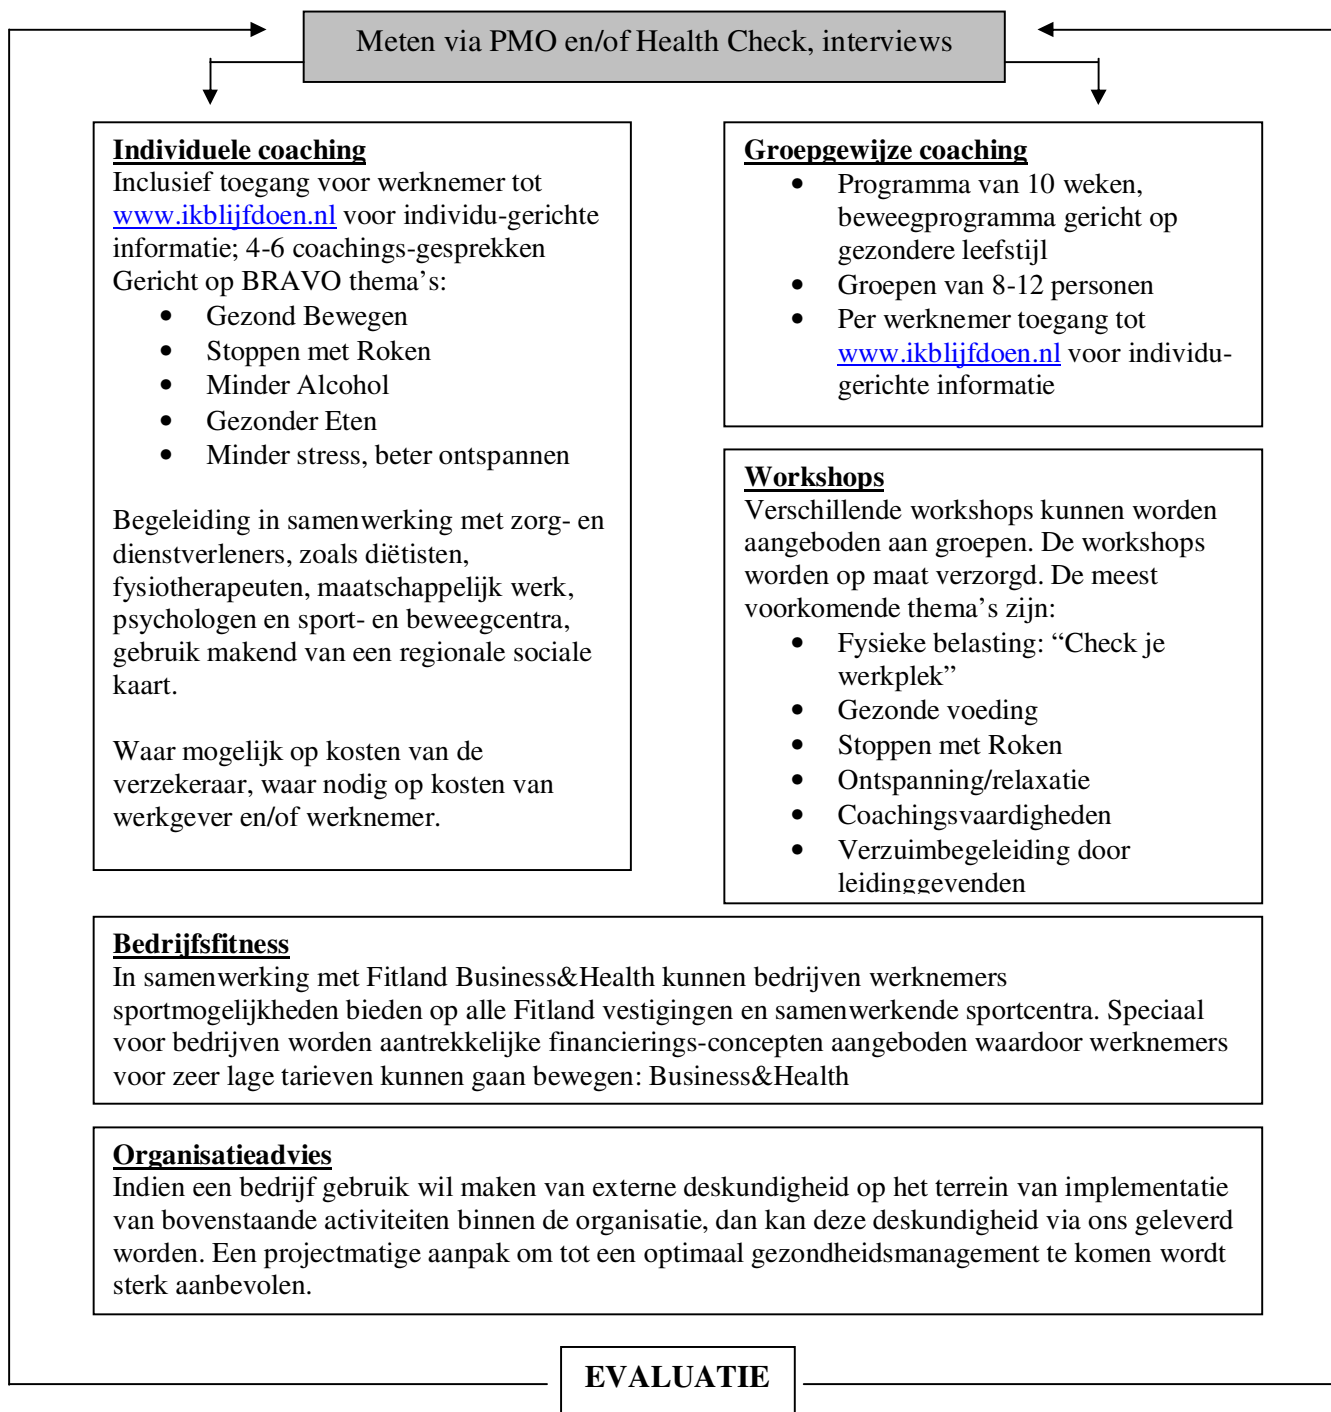 Meten via PMO en/of Health Check, interviews
Individuele coaching
Inclusief toegang voor werknemer tot
www.ikblijfdoen.nl voor individu-gerichte
informatie; 4-6 coachings-gesprekken
Gericht op BRAVO thema’s:
• Gezond Bewegen
• Stoppen met Roken
• Minder Alcohol
• Gezonder Eten
• Minder stress, beter ontspannen
Begeleiding in samenwerking met zorg- en
dienstverleners, zoals diëtisten,
fysiotherapeuten, maatschappelijk werk,
psychologen en sport- en beweegcentra,
gebruik makend van een regionale sociale
kaart.
Waar mogelijk op kosten van de
verzekeraar, waar nodig op kosten van
werkgever en/of werknemer.
Groepgewijze coaching
• Programma van 10 weken,
beweegprogramma gericht op
gezondere leefstijl
• Groepen van 8-12 personen
• Per werknemer toegang tot
www.ikblijfdoen.nl voor individu-
gerichte informatie
Workshops
Verschillende workshops kunnen worden
aangeboden aan groepen. De workshops
worden op maat verzorgd. De meest
voorkomende thema’s zijn:
• Fysieke belasting: “Check je
werkplek”
• Gezonde voeding
• Stoppen met Roken
• Ontspanning/relaxatie
• Coachingsvaardigheden
• Verzuimbegeleiding door
leidinggevenden
Bedrijfsfitness
In samenwerking met Fitland Business&Health kunnen bedrijven werknemers
sportmogelijkheden bieden op alle Fitland vestigingen en samenwerkende sportcentra. Speciaal
voor bedrijven worden aantrekkelijke financierings-concepten aangeboden waardoor werknemers
voor zeer lage tarieven kunnen gaan bewegen: Business&Health
Organisatieadvies
Indien een bedrijf gebruik wil maken van externe deskundigheid op het terrein van implementatie
van bovenstaande activiteiten binnen de organisatie, dan kan deze deskundigheid via ons geleverd
worden. Een projectmatige aanpak om tot een optimaal gezondheidsmanagement te komen wordt
sterk aanbevolen.
EVALUATIE